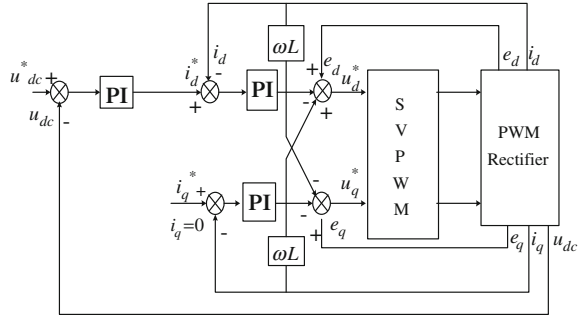 ωL
i_d
e_d
e_d i_d
u*_dc +
u_dc -
PI
i*_d
-
+
PI
+
-
+
u*_d
S
V
P
W
M
PWM
Rectifier
i*_q +
i_q=0
-
PI
-
-
+
u*_q
e_q
ωL
e_q i_q u_dc